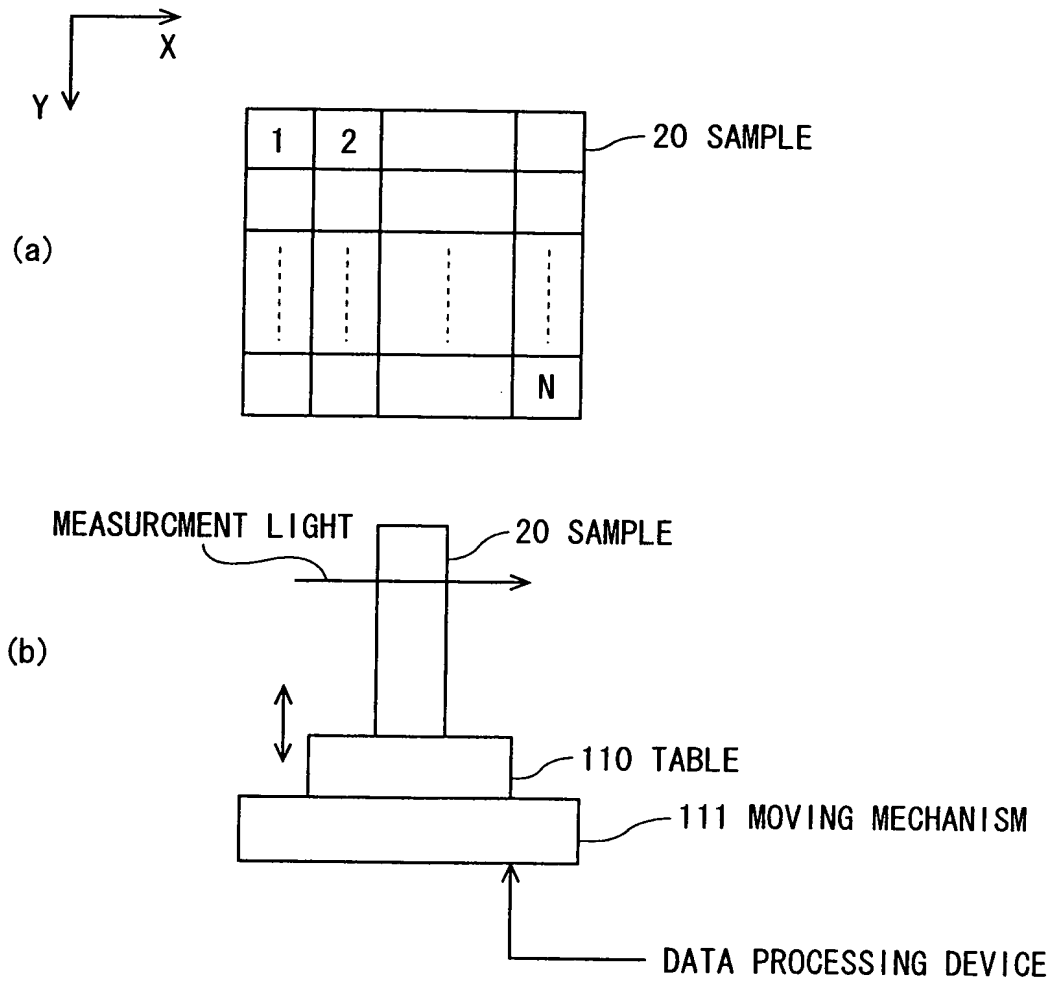 X
Y
1 2
20 SAMPLE
(a)
N
MEASURCMENT LIGHT
20 SAMPLE
(b)
110 TABLE
111 MOVING MECHANISM
DATA PROCESSING DEVICE